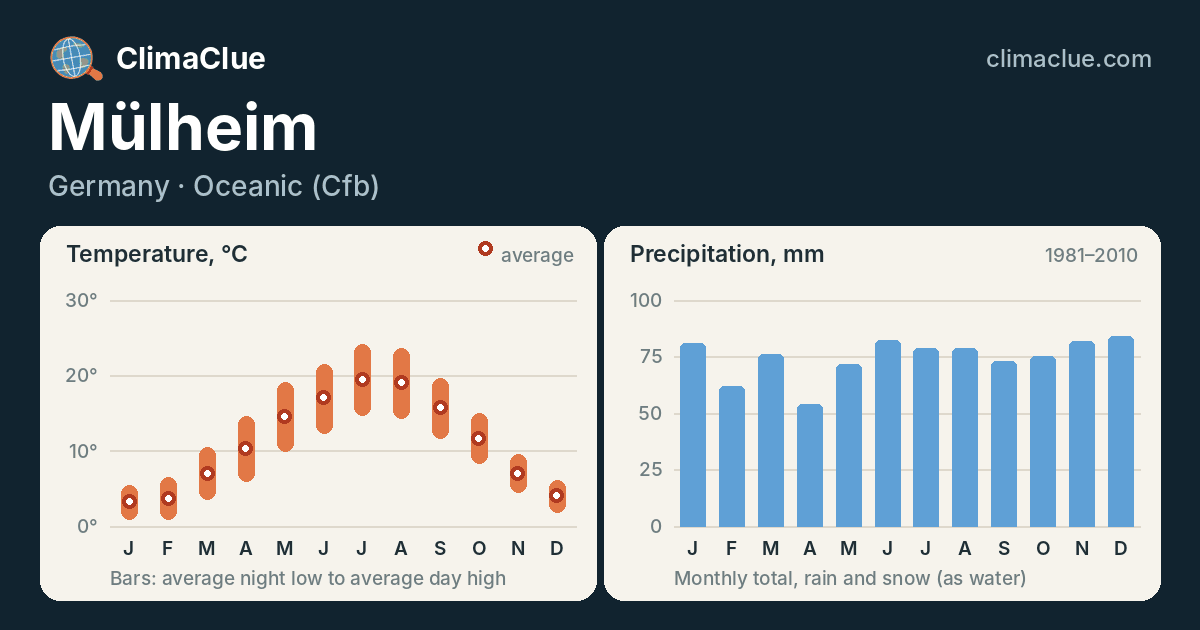 ClimaClue
climaclue.com
Mülheim
Germany · Oceanic (Cfb)
Temperature, °C
average
30°
20°
10°
0°
J F M A M J J A S O N D
Bars: average night low to average day high
Precipitation, mm
1981–2010
100
75
50
25
0
J F M A M J J A S O N D
Monthly total, rain and snow (as water)